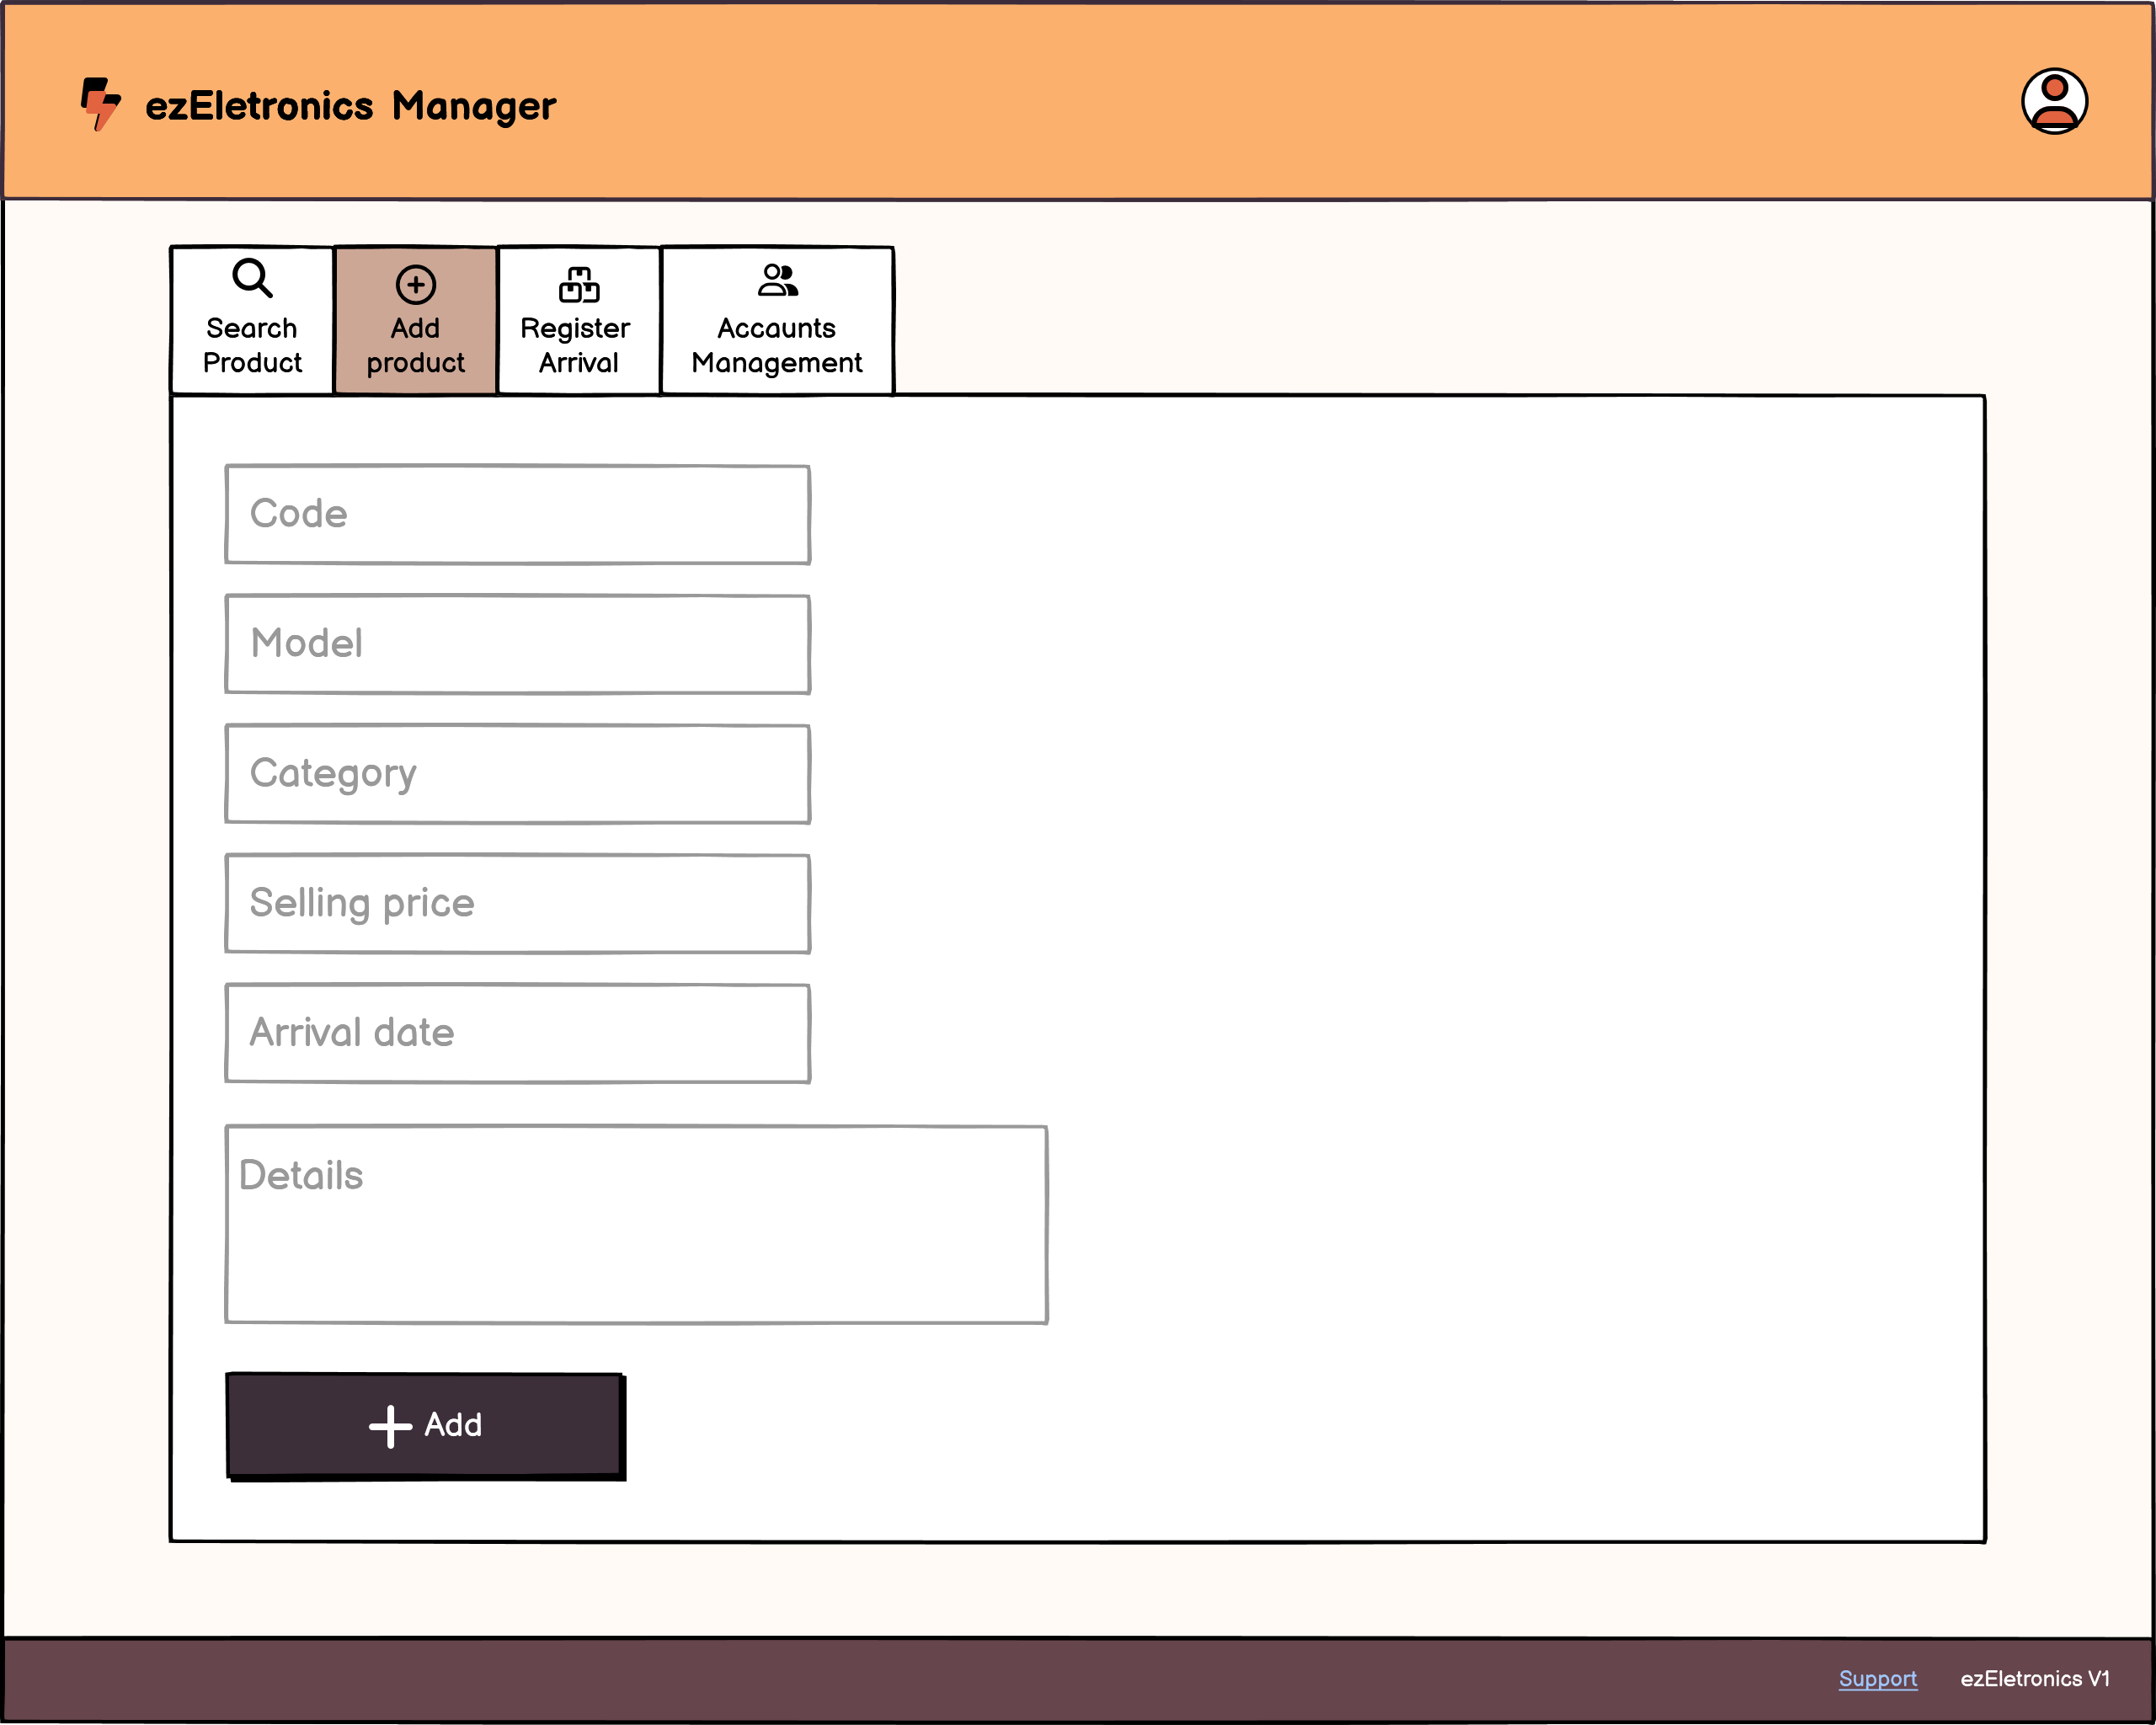 ezEletronics Manager
Search
Product
Add
product
Register
Arrival
Accaunts
Management
Code
Model
Category
Selling price
Arrival date
Details
Add
Support
ezEletronics V1